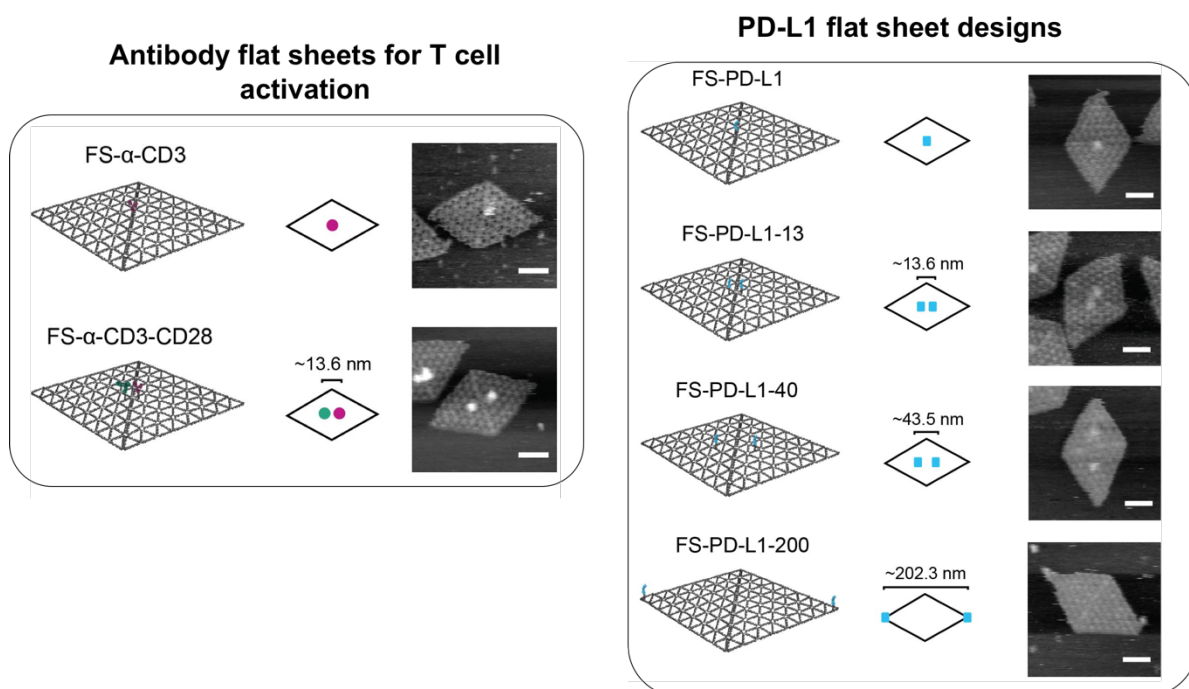 Antibody flat sheets for T cell
activation
FS-α-CD3
FS-α-CD3-CD28
~13.6 nm
PD-L1 flat sheet designs
FS-PD-L1
FS-PD-L1-13
~13.6 nm
FS-PD-L1-40
~43.5 nm
FS-PD-L1-200
~202.3 nm